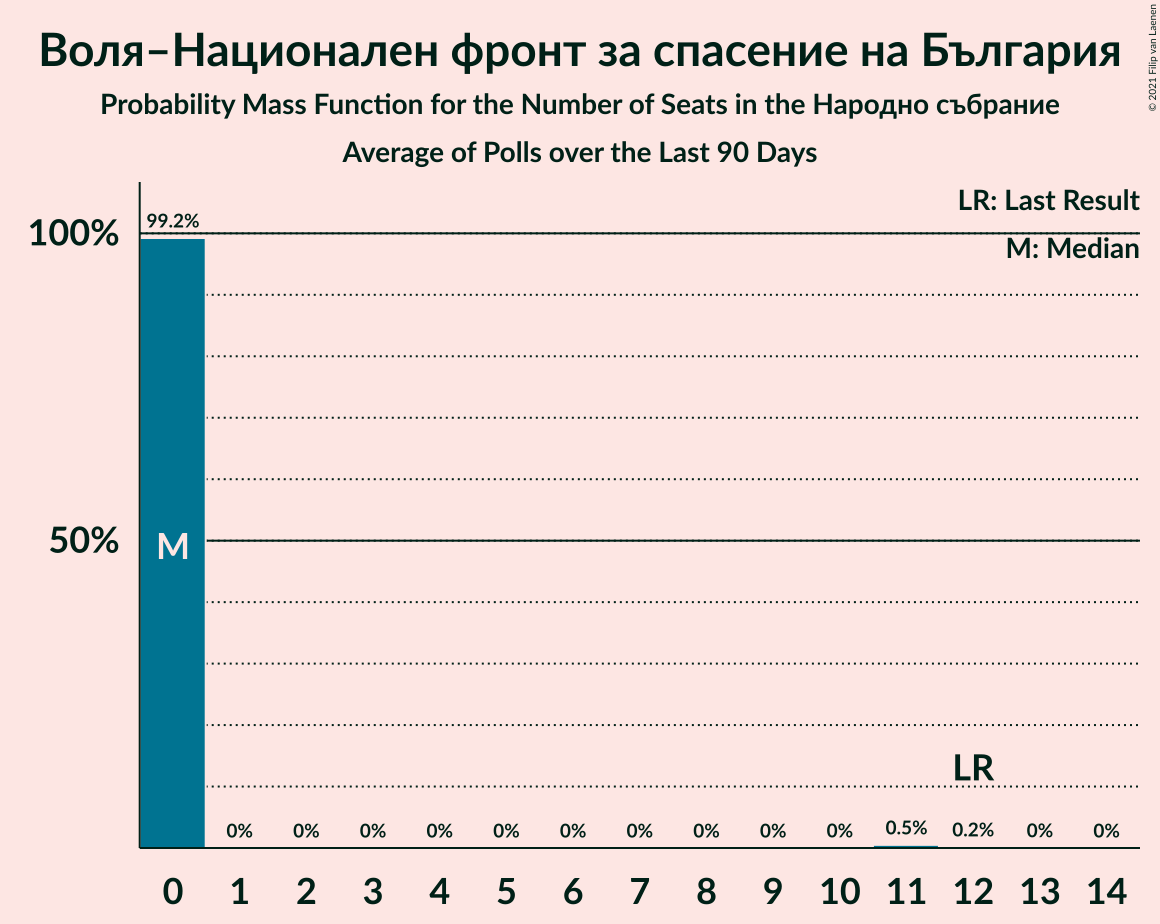 Воля–Национален фронт за спасение на България
Probability Mass Function for the Number of Seats in the Народно събрание
Average of Polls over the Last 90 Days
© 2021 Filip van Laenen
LR: Last Result
M: Median
100%
50%
99.2%
M
LR
0% 0% 0% 0% 0% 0% 0% 0% 0% 0% 0.5% 0.2% 0% 0%
0 1 2 3 4 5 6 7 8 9 10 11 12 13 14